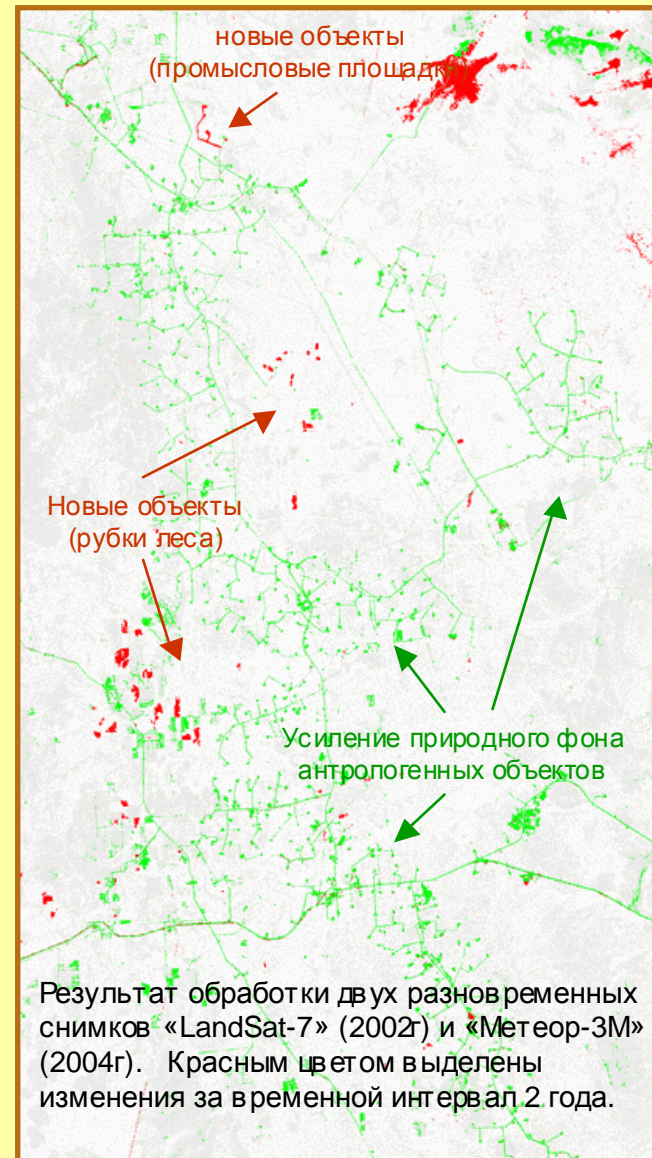 новые объекты
(промысловые площадки)
Новые объекты
(рубки леса)
Усиление природного фона
антропогенных объектов
Результат обработки двух разновременных
снимков «LandSat-7» (2002г) и «Метеор-3М»
(2004г). Красным цветом выделены
изменения за временной интервал 2 года.